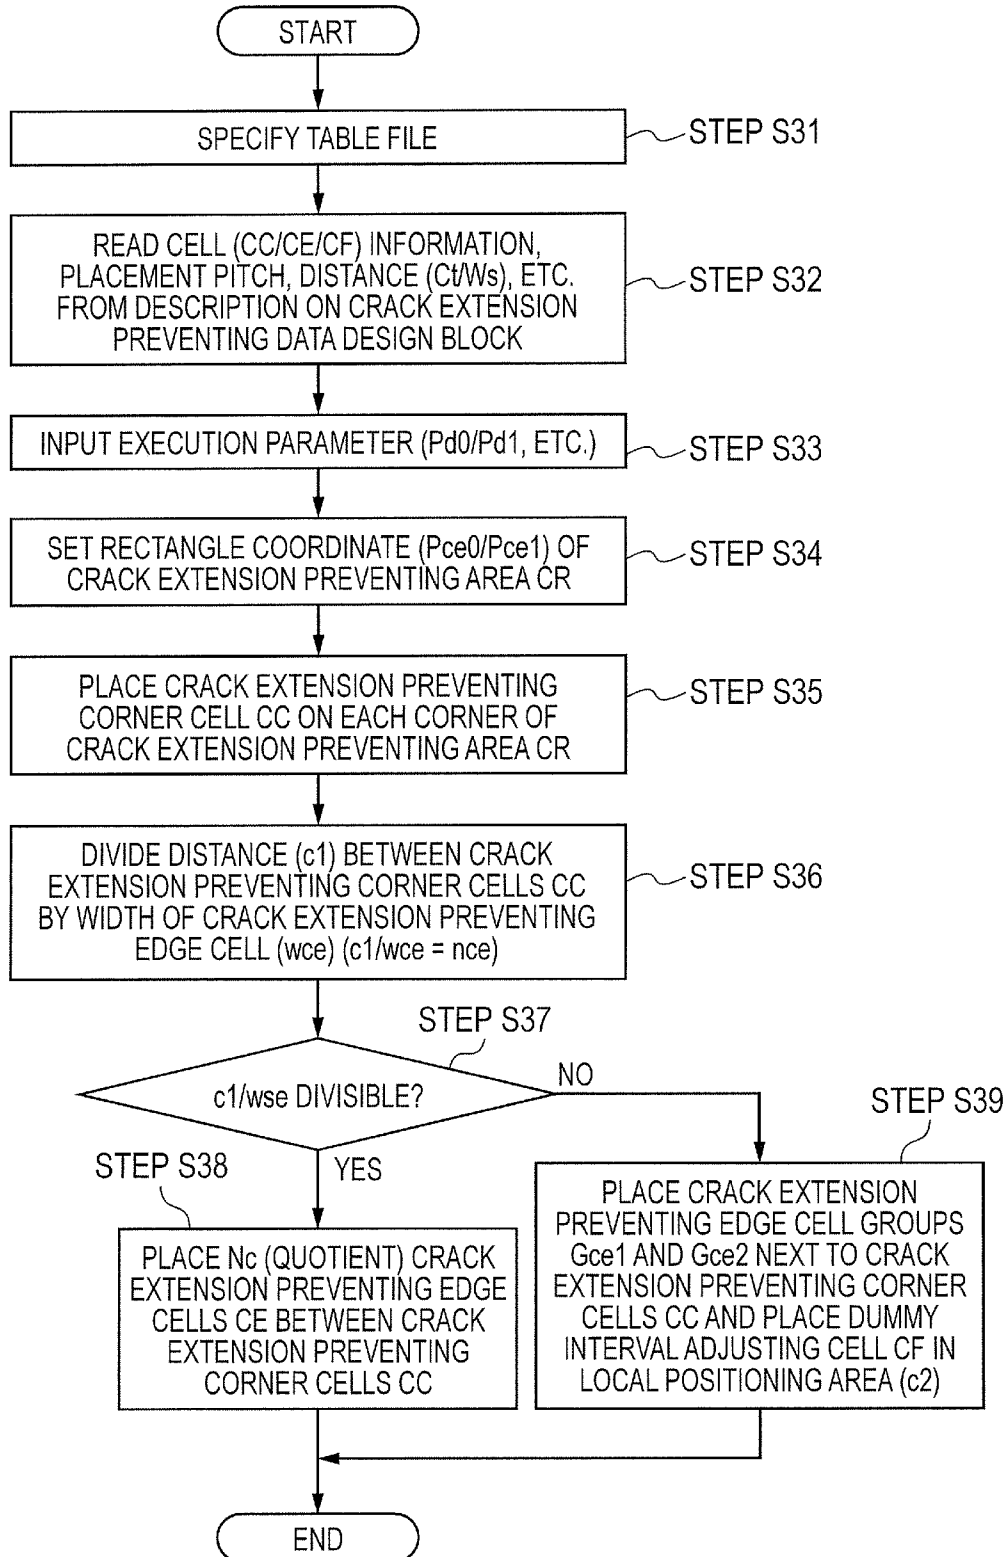 START
SPECIFY TABLE FILE
STEP S31
READ CELL (CC/CE/CF) INFORMATION,
PLACEMENT PITCH, DISTANCE (Ct/Ws), ETC.
FROM DESCRIPTION ON CRACK EXTENSION
PREVENTING DATA DESIGN BLOCK
STEP S32
INPUT EXECUTION PARAMETER (Pd0/Pd1, ETC.)
STEP S33
SET RECTANGLE COORDINATE (Pce0/Pce1) OF
CRACK EXTENSION PREVENTING AREA CR
STEP S34
PLACE CRACK EXTENSION PREVENTING
CORNER CELL CC ON EACH CORNER OF
CRACK EXTENSION PREVENTING AREA CR
STEP S35
DIVIDE DISTANCE (c1) BETWEEN CRACK
EXTENSION PREVENTING CORNER CELLS CC
BY WIDTH OF CRACK EXTENSION PREVENTING
EDGE CELL (wce) (c1/wce = nce)
STEP S36
STEP S37
c1/wse DIVISIBLE?
NO
YES
STEP S38
PLACE Nc (QUOTIENT) CRACK
EXTENSION PREVENTING EDGE
CELLS CE BETWEEN CRACK
EXTENSION PREVENTING
CORNER CELLS CC
STEP S39
PLACE CRACK EXTENSION
PREVENTING EDGE CELL GROUPS
Gce1 AND Gce2 NEXT TO CRACK
EXTENSION PREVENTING CORNER
CELLS CC AND PLACE DUMMY
INTERVAL ADJUSTING CELL CF IN
LOCAL POSITIONING AREA (c2)
END